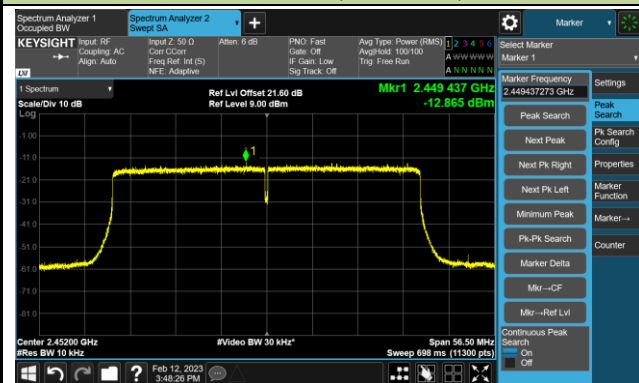 Spectrum Analyzer 1
Occupied BW
Spectrum Analyzer 2
Swept SA
Marker
KEYSIGHT
Input: RF
Coupling: AC
Align: Auto
Input Z: 50 Ω
Corr CCorr
Freq Ref: Int (S)
NFE: Adaptive
Atten: 6 dB
PNO: Fast
Gate: Off
IF Gain: Low
Sig Track: Off
Avg Type: Power (RMS)
Avg|Hold: 100/100
Trig: Free Run
1 2 3 4 5 6
A W W W W W
A N N N N N
LXI
Select Marker
Marker 1
1 Spectrum
Scale/Div 10 dB
Log
Ref Lvl Offset 21.60 dB
Ref Level 9.00 dBm
Mkr1 2.449 437 GHz
-12.865 dBm
1
-1.00
-11.0
-21.0
-31.0
-41.0
-51.0
-61.0
-71.0
-81.0
Center 2.45200 GHz
#Res BW 10 kHz
#Video BW 30 kHz*
Span 56.50 MHz
Sweep 698 ms (11300 pts)
Marker Frequency
2.449437273 GHz
Peak Search
Next Peak
Next Pk Right
Next Pk Left
Minimum Peak
Pk-Pk Search
Marker Delta
Mkr→CF
Mkr→Ref Lvl
Continuous Peak
Search
On
Off
Settings
Peak
Search
Pk Search
Config
Properties
Marker
Function
Marker→
Counter
?
Feb 12, 2023
3:48:26 PM